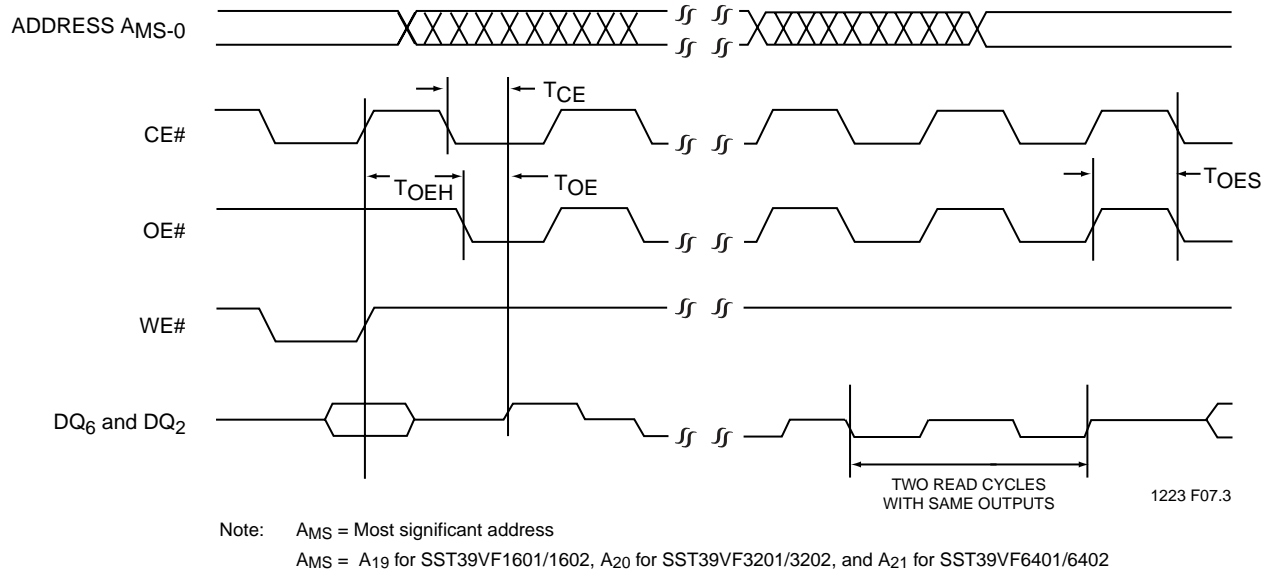 ADDRESS AMS-0
TCE
CE#
TOEH
TOE
TOES
OE#
WE#
DQ6 and DQ2
TWO READ CYCLES
WITH SAME OUTPUTS
1223 F07.3
Note: AMS = Most significant address
AMS = A19 for SST39VF1601/1602, A20 for SST39VF3201/3202, and A21 for SST39VF6401/6402